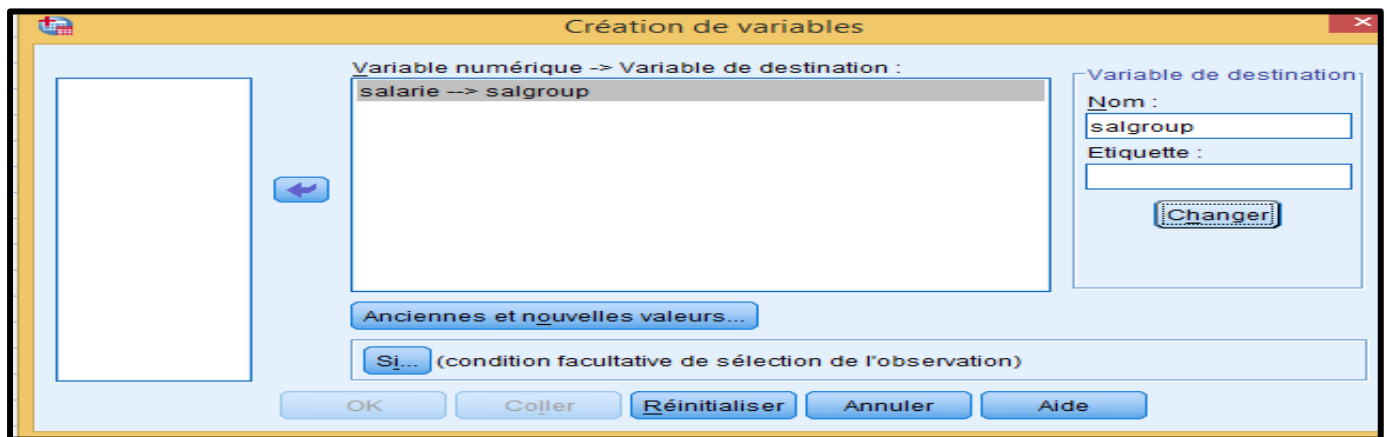 Création de variables
Variable numérique -> Variable de destination :
salarie --> salgroup
Variable de destination
Nom :
salgroup
Etiquette :
Changer
Anciennes et nouvelles valeurs...
Si... (condition facultative de sélection de l'observation)
OK Coller Réinitialiser Annuler Aide